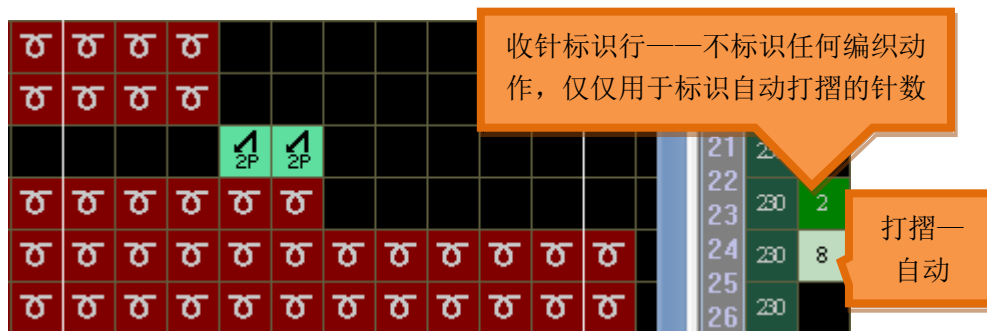 收针标识行——不标识任何编织动
作，仅仅用于标识自动打摺的针数
2P 2P
21
22
23 230 2
24 230 8
25
26 230
打摺—
自动